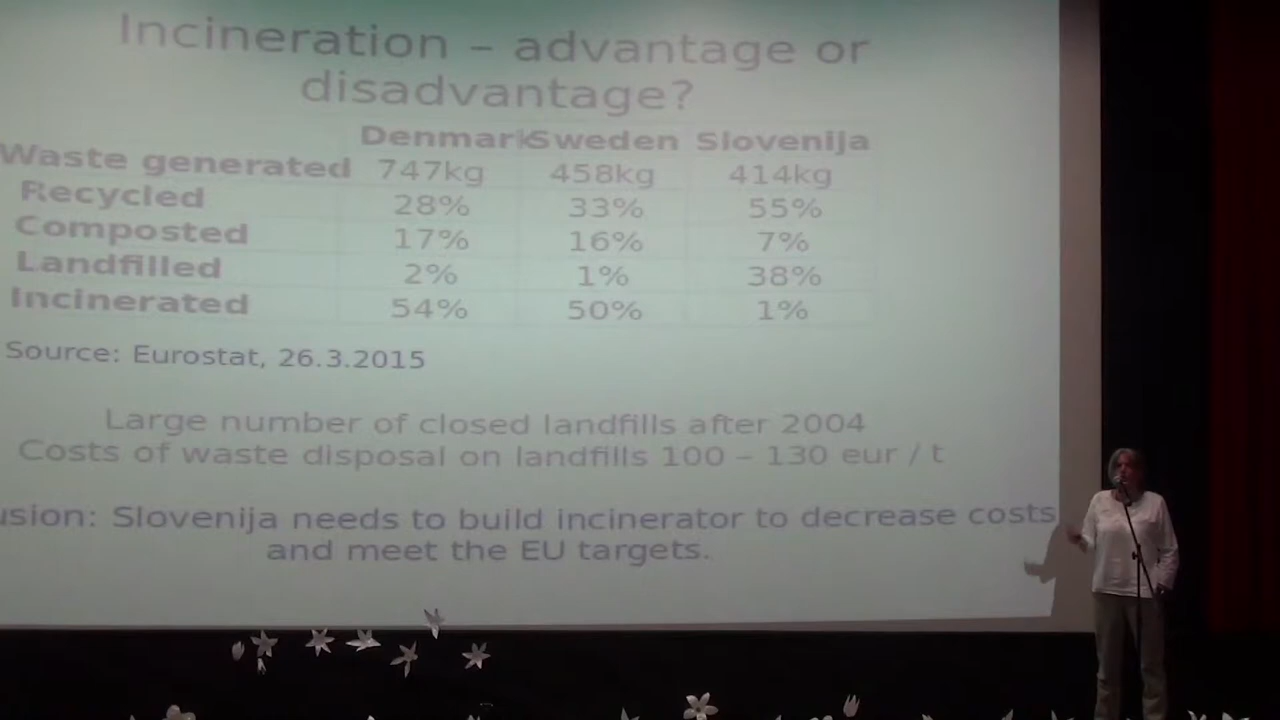 Incineration – advantage or
disadvantage?
Denmark Sweden Slovenija
Waste generated 747kg 458kg 414kg
Recycled 28% 33% 55%
Composted 17% 16% 7%
Landfilled 2% 1% 38%
Incinerated 54% 50% 1%
Source: Eurostat, 26.3.2015
Large number of closed landfills after 2004
Costs of waste disposal on landfills 100 – 130 eur / t
usion: Slovenija needs to build incinerator to decrease costs
and meet the EU targets.